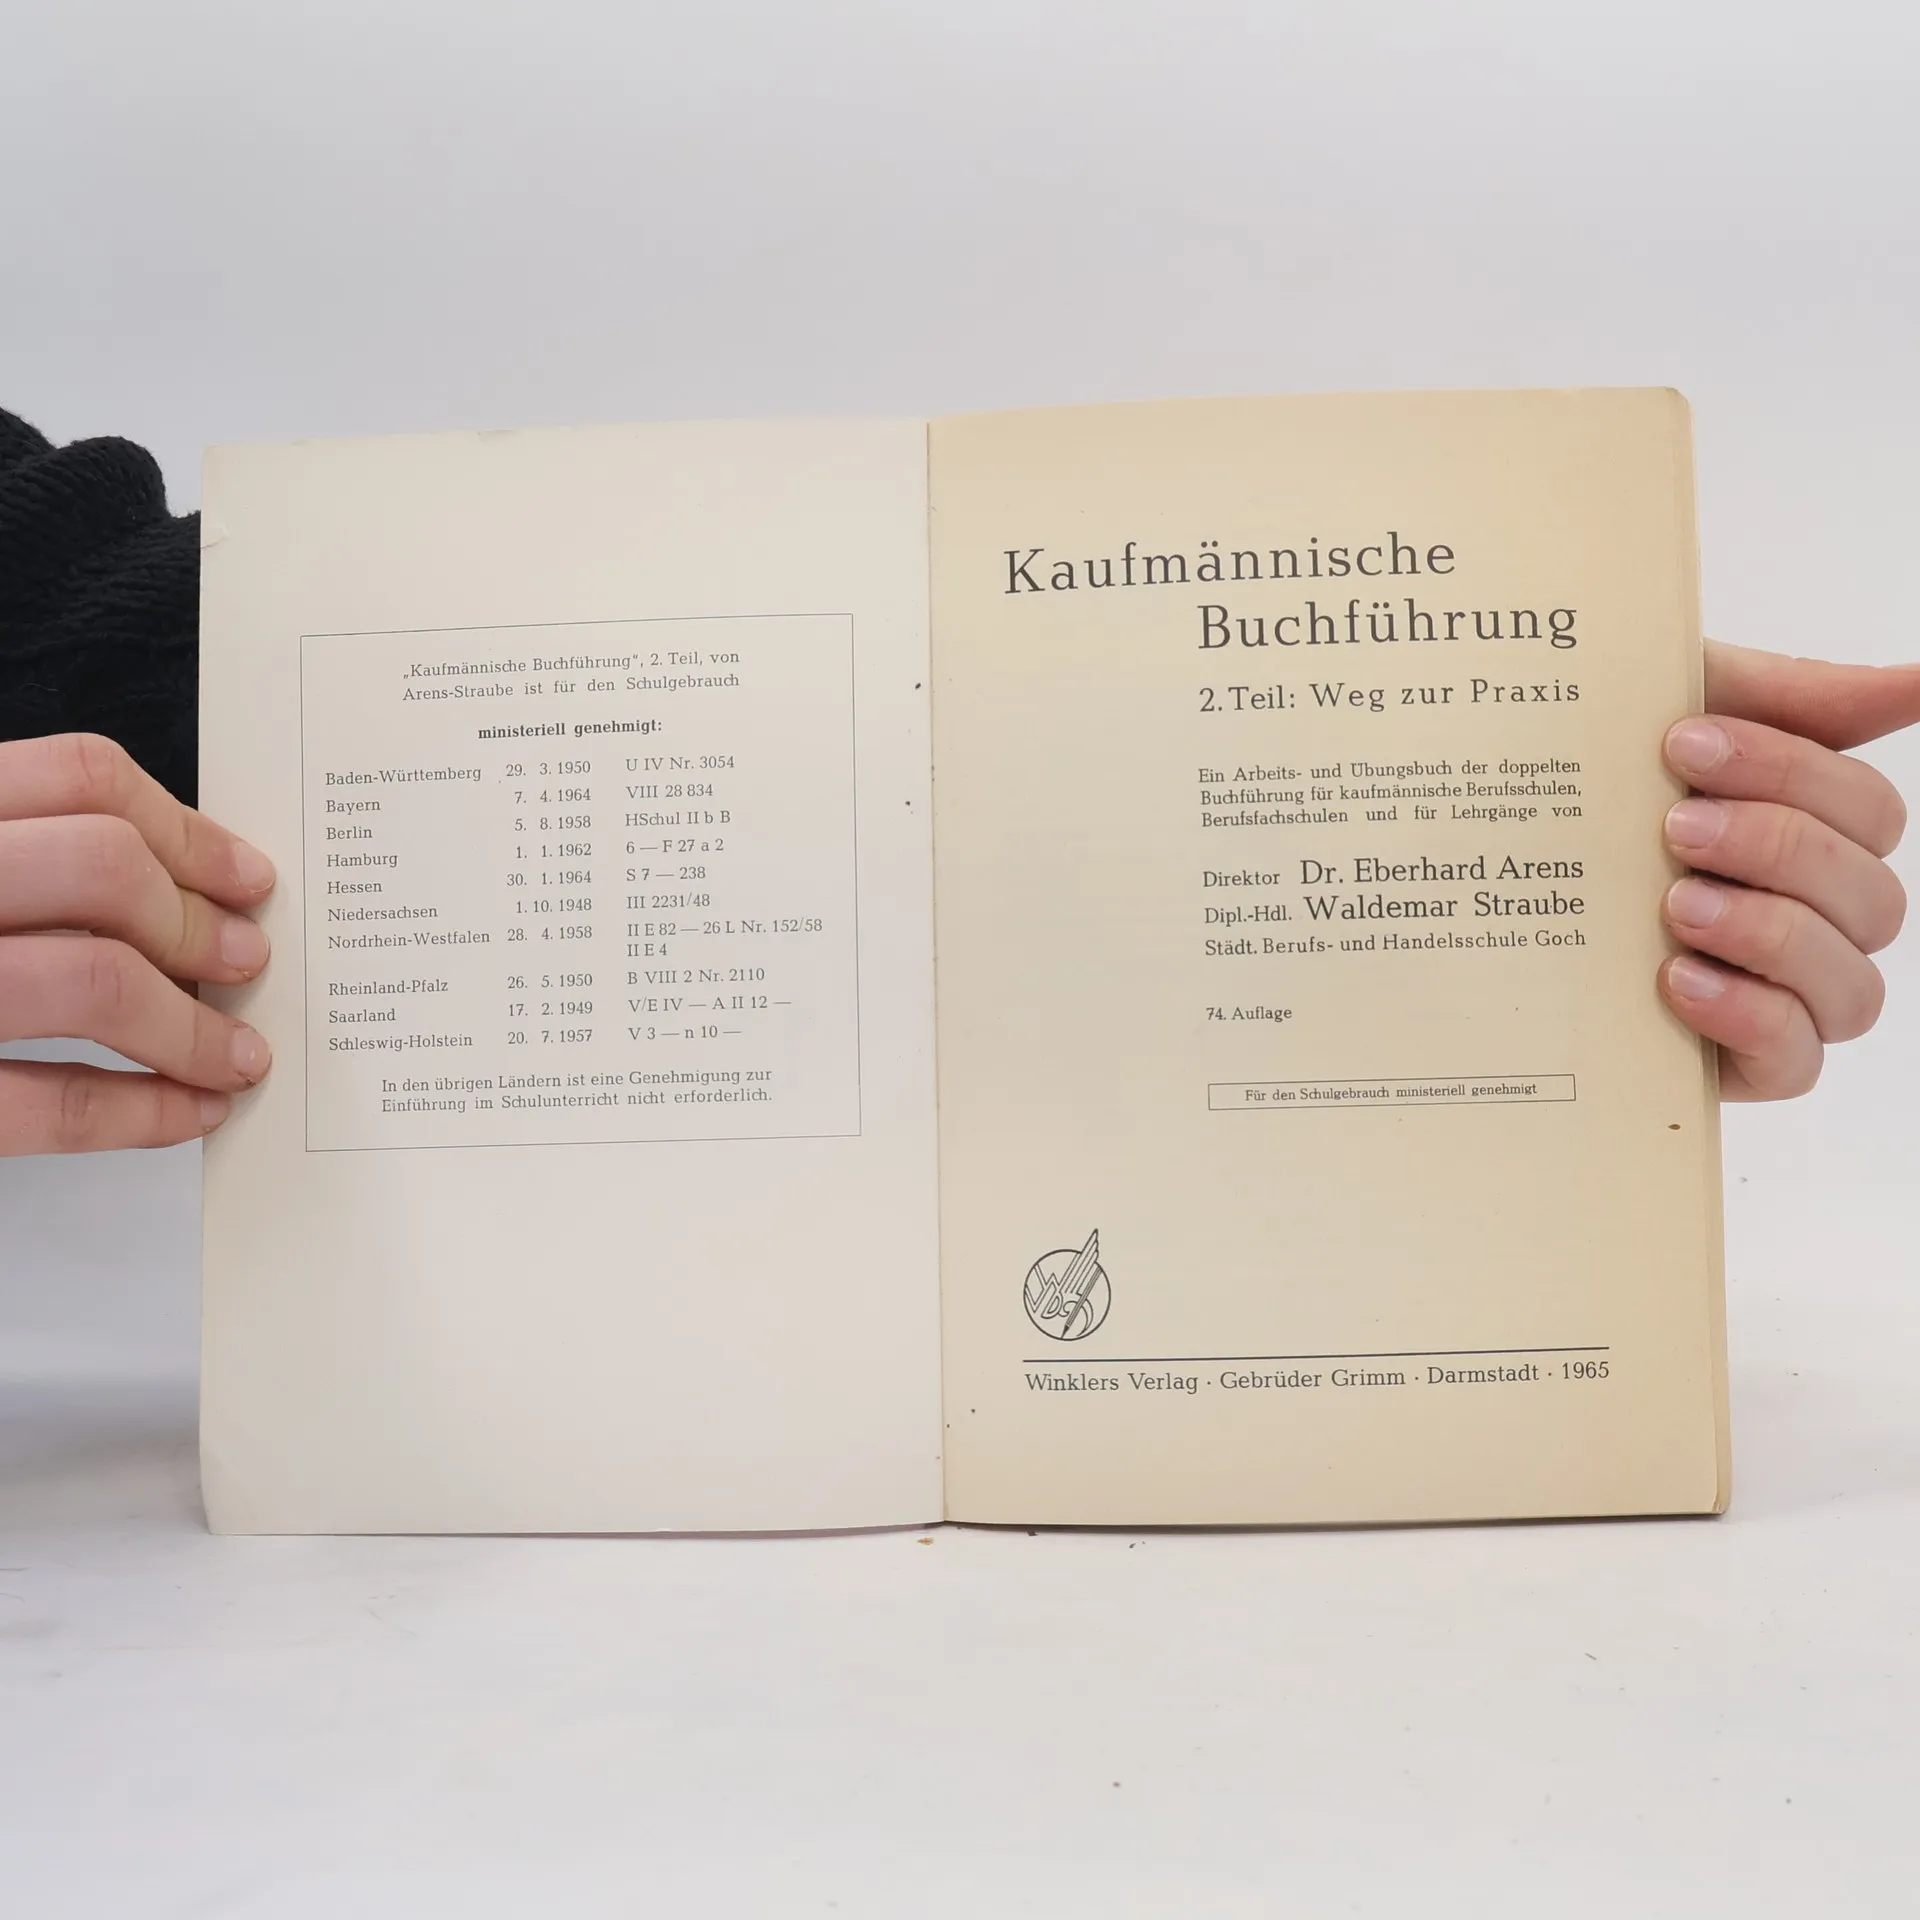 „Kaufmännische Buchführung“, 2. Teil, von
Arens-Straube ist für den Schulgebrauch
ministeriell genehmigt:
Baden-Württemberg 29. 3. 1950 U IV Nr. 3054
Bayern 7. 4. 1964 VIII 28 834
Berlin 5. 8. 1958 HSchul II b B
Hamburg 1. 1. 1962 6 — F 27 a 2
Hessen 30. 1. 1964 S 7 — 238
Niedersachsen 1. 10. 1948 III 2231/48
Nordrhein-Westfalen 28. 4. 1958 II E 82 — 26 L Nr. 152/58
II E 4
Rheinland-Pfalz 26. 5. 1950 B VIII 2 Nr. 2110
Saarland 17. 2. 1949 V/E IV — A II 12 —
Schleswig-Holstein 20. 7. 1957 V 3 — n 10 —
In den übrigen Ländern ist eine Genehmigung zur
Einführung im Schulunterricht nicht erforderlich.
Kaufmännische
Buchführung
2. Teil: Weg zur Praxis
Ein Arbeits- und Übungsbuch der doppelten
Buchführung für kaufmännische Berufsschulen,
Berufsfachschulen und für Lehrgänge von
Direktor Dr. Eberhard Arens
Dipl.-Hdl. Waldemar Straube
Städt. Berufs- und Handelsschule Goch
74. Auflage
Für den Schulgebrauch ministeriell genehmigt
Winklers Verlag · Gebrüder Grimm · Darmstadt · 1965